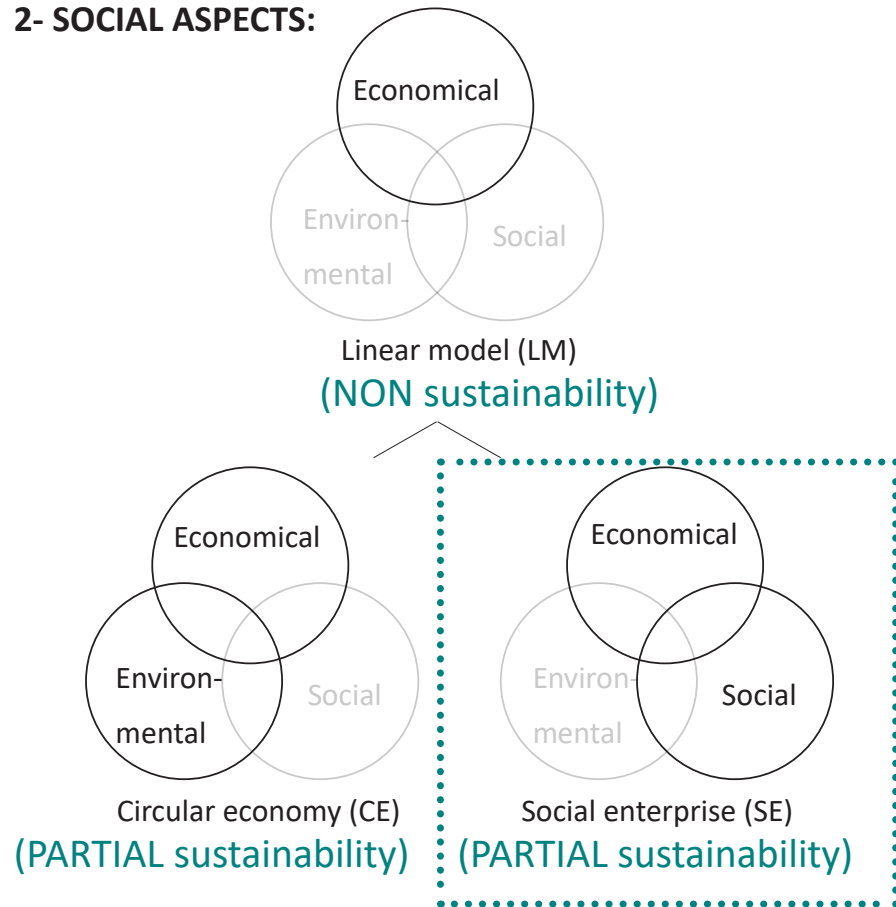 2- SOCIAL ASPECTS:
Economical
Environ-
mental
Social
Linear model (LM)
(NON sustainability)
Economical
Environ-
mental
Social
Circular economy (CE)
(PARTIAL sustainability)
Economical
Environ-
mental
Social
Social enterprise (SE)
(PARTIAL sustainability)